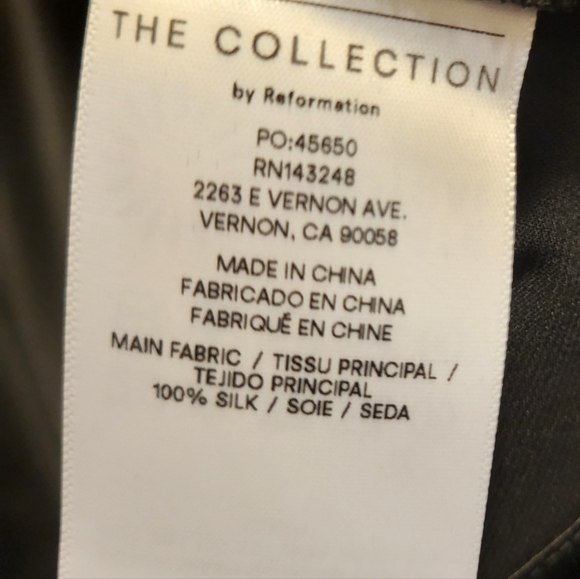 THE COLLECTION
by Reformation
PO:45650
RN143248
2263 E VERNON AVE.
VERNON, CA 90058
MADE IN CHINA
FABRICADO EN CHINA
FABRIQUÉ EN CHINE
MAIN FABRIC / TISSU PRINCIPAL /
TEJIDO PRINCIPAL
100% SILK / SOIE / SEDA